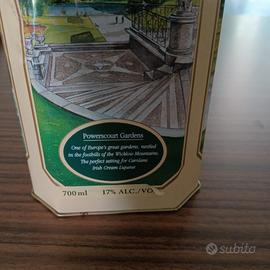 Powerscourt Gardens
One of Europe's great gardens, nestled
in the foothills of the Wicklow Mountains.
The perfect setting for Carolans
Irish Cream Liqueur
700 ml 17% ALC./VO
subito